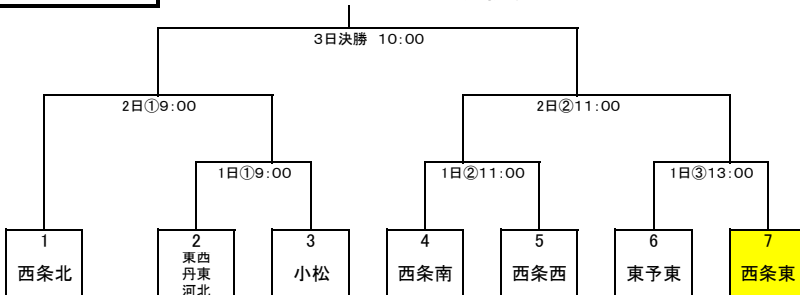 3日決勝 10:00
2日①9:00
2日②11:00
1日①9:00
1日②11:00
1日③13:00
1
2
3
4
5
6
7
西条北
東西
丹東
河北
小松
西条南
西条西
東予東
西条東